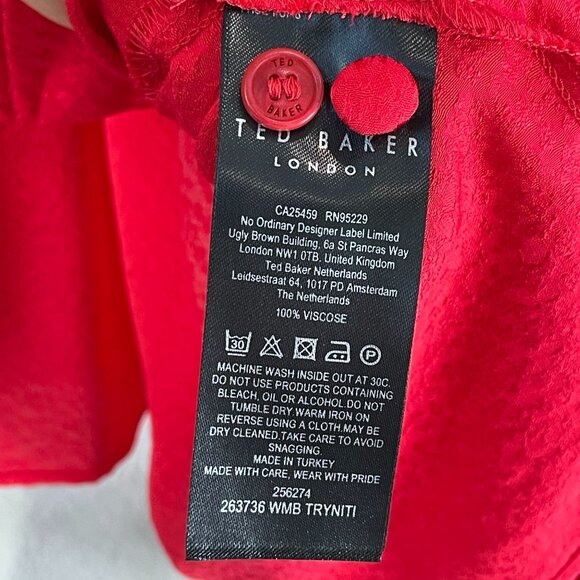 TED
BAKER
TED BAKER
LONDON
CA25459 RN95229
No Ordinary Designer Label Limited
Ugly Brown Building, 6a St Pancras Way
London NW1 0TB, United Kingdom
Ted Baker Netherlands
Leidsestraat 64, 1017 PD Amsterdam
The Netherlands
100% VISCOSE
30 P
MACHINE WASH INSIDE OUT AT 30C.
DO NOT USE PRODUCTS CONTAINING
BLEACH, OIL OR ALCOHOL.DO NOT
TUMBLE DRY.WARM IRON ON
REVERSE USING A CLOTH.MAY BE
DRY CLEANED.TAKE CARE TO AVOID
SNAGGING.
MADE IN TURKEY
MADE WITH CARE, WEAR WITH PRIDE
256274
263736 WMB TRYNITI